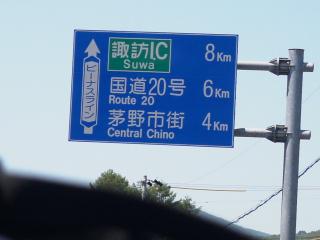 ビーナスライン
諏訪IC 8Km
Suwa
国道20号 6Km
Route 20
茅野市街 4Km
Central Chino